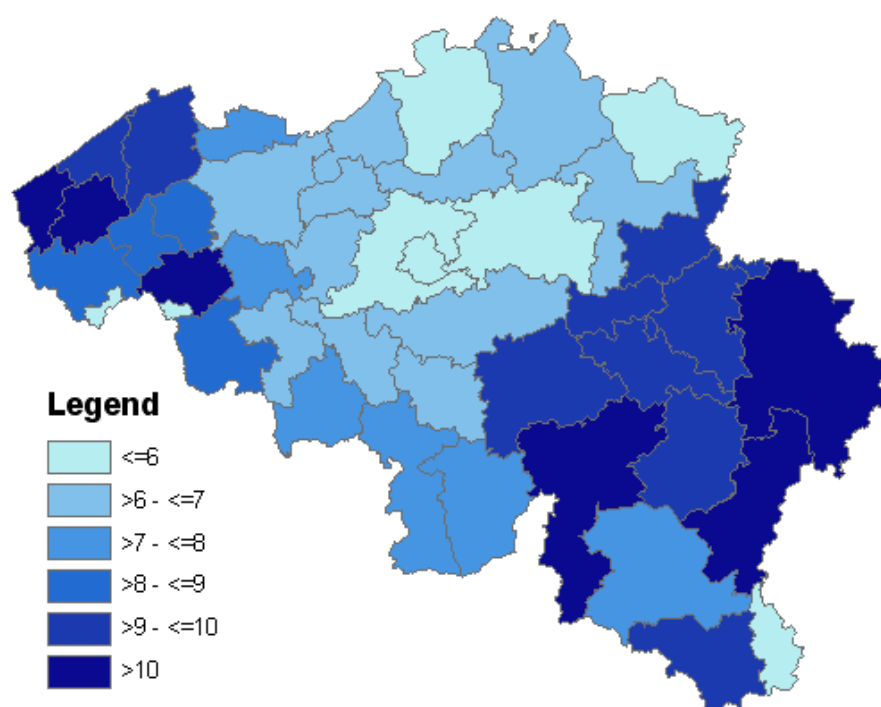 Legend
<=6
>6 - <=7
>7 - <=8
>8 - <=9
>9 - <=10
>10